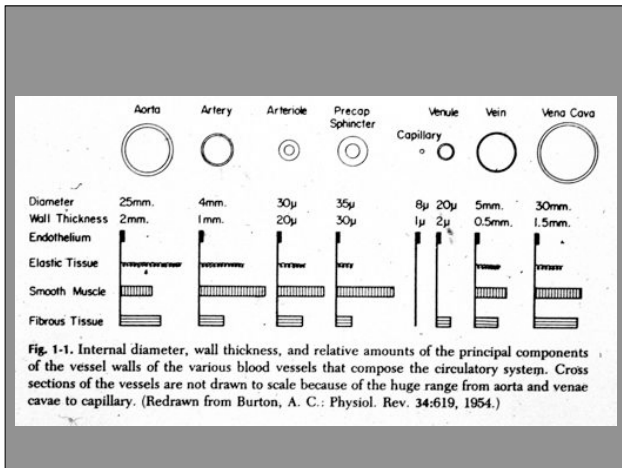 Aorta Artery Arteriole Precap Sphincter Capillary Venule Vein Vena Cava
Diameter 25mm. 4mm. 30µ 35µ 8µ 20µ 5mm. 30mm.
Wall Thickness 2mm. 1mm. 20µ 30µ 1µ 2µ 0.5mm. 1.5mm.
Endothelium
Elastic Tissue
Smooth Muscle
Fibrous Tissue
Fig. 1-1. Internal diameter, wall thickness, and relative amounts of the principal components
of the vessel walls of the various blood vessels that compose the circulatory system. Cross
sections of the vessels are not drawn to scale because of the huge range from aorta and venae
cavae to capillary. (Redrawn from Burton, A. C.: Physiol. Rev. 34:619, 1954.)